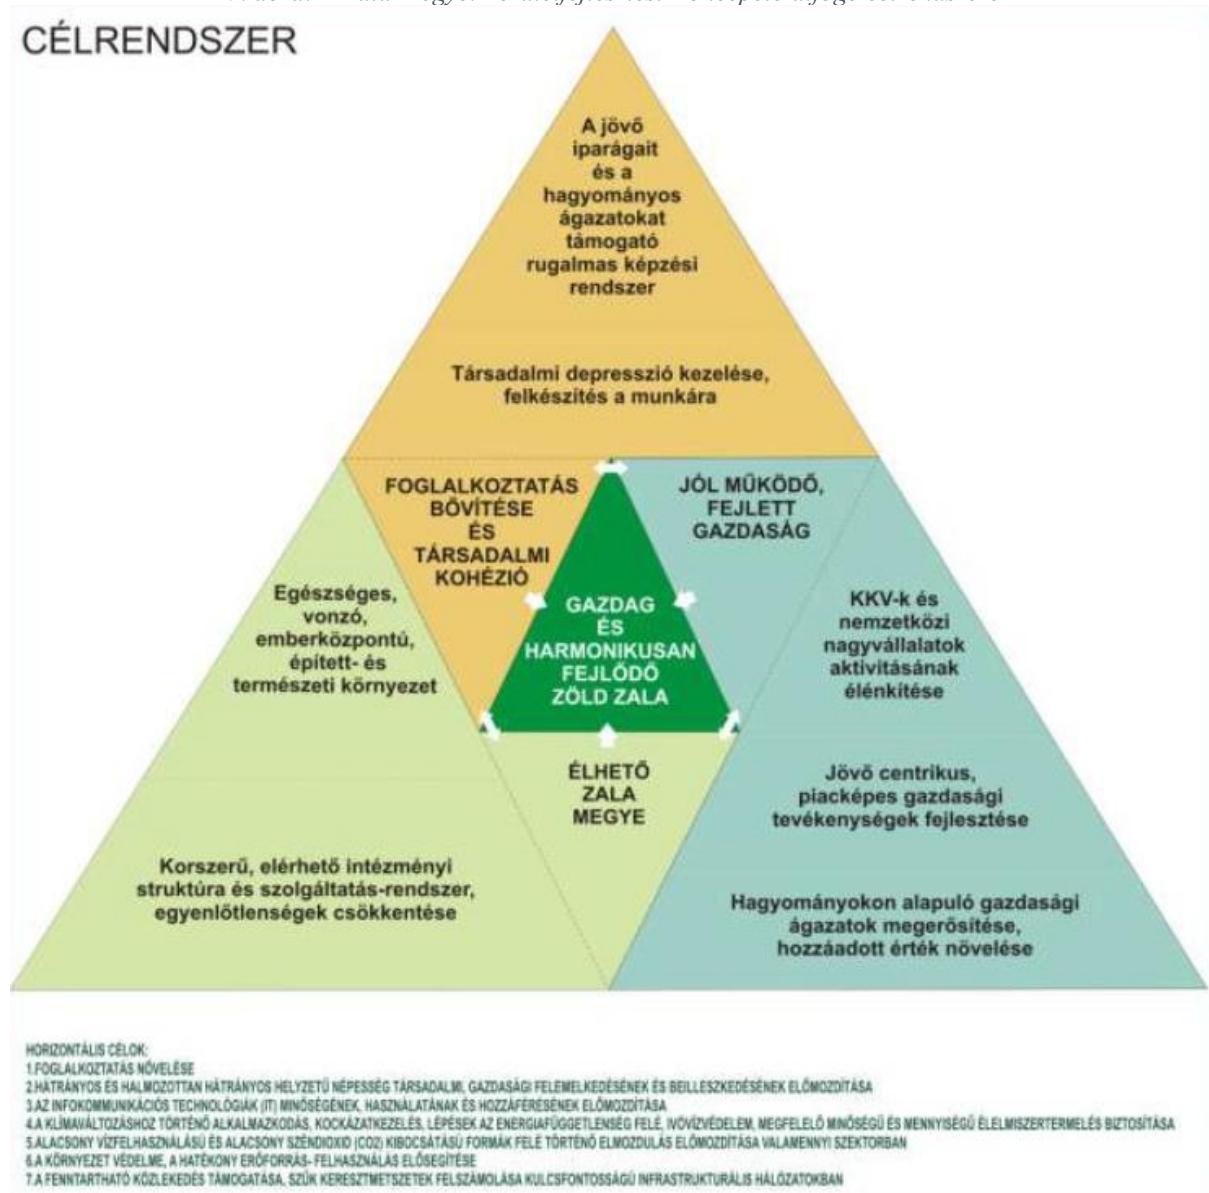 CÉLRENDSZER
A jövő
iparágait
és a
hagyományos
ágazatokat
támogató
rugalmas képzési
rendszer
Társadalmi depresszió kezelése,
felkészítés a munkára
FOGLALKOZTATÁS
BŐVÍTÉSE
ÉS
TÁRSADALMI
KOHÉZIÓ
JÓL MŰKÖDŐ,
FEJLETT
GAZDASÁG
Egészséges,
vonzó,
emberközpontú,
épített- és
természeti környezet
GAZDAG
ÉS
HARMONIKUSAN
FEJLŐDŐ
ZÖLD ZALA
KKV-k és
nemzetközi
nagyvállalatok
aktivitásának
élénkítése
ÉLHETŐ
ZALA
MEGYE
Jövő centrikus,
piacképes gazdasági
tevékenységek fejlesztése
Korszerű, elérhető intézményi
struktúra és szolgáltatás-rendszer,
egyenlőtlenségek csökkentése
Hagyományokon alapuló gazdasági
ágazatok megerősítése,
hozzáadott érték növelése
HORIZONTÁLIS CÉLOK:
1.FOGLALKOZTATÁS NÖVELÉSE
2.HÁTRÁNYOS ÉS HALMOZOTTAN HÁTRÁNYOS HELYZETŰ NÉPESSÉG TÁRSADALMI, GAZDASÁGI FELEMELKEDÉSÉNEK ÉS BEILLESZKEDÉSÉNEK ELŐMOZDÍTÁSA
3.AZ INFOKOMMUNIKÁCIÓS TECHNOLÓGIÁK (IT) MINŐSÉGÉNEK, HASZNÁLATÁNAK ÉS HOZZÁFÉRÉSÉNEK ELŐMOZDÍTÁSA
4.A KLÍMAVÁLTOZÁSHOZ TÖRTÉNŐ ALKALMAZKODÁS, KOCKÁZATKEZELÉS, LÉPÉSEK AZ ENERGIAFÜGGETLENSÉG FELÉ, IVÓVÍZVÉDELEM, MEGFELELŐ MINŐSÉGŰ ÉS MENNYISÉGŰ ÉLELMISZERTERMELÉS BIZTOSÍTÁSA
5.ALACSONY VÍZFELHASZNÁLÁSÚ ÉS ALACSONY SZÉNDIOXID (CO2) KIBOCSÁTÁSÚ FORMÁK FELÉ TÖRTÉNŐ ELMOZDULÁS ELŐMOZDÍTÁSA VALAMENNYI SZEKTORBAN
6.A KÖRNYEZET VÉDELME, A HATÉKONY ERŐFORRÁS- FELHASZNÁLÁS ELŐSEGÍTÉSE
7.A FENNTARTHATÓ KÖZLEKEDÉS TÁMOGATÁSA, SZŰK KERESZTMETSZETEK FELSZÁMOLÁSA KULCSFONTOSSÁGÚ INFRASTRUKTURÁLIS HÁLÓZATOKBAN